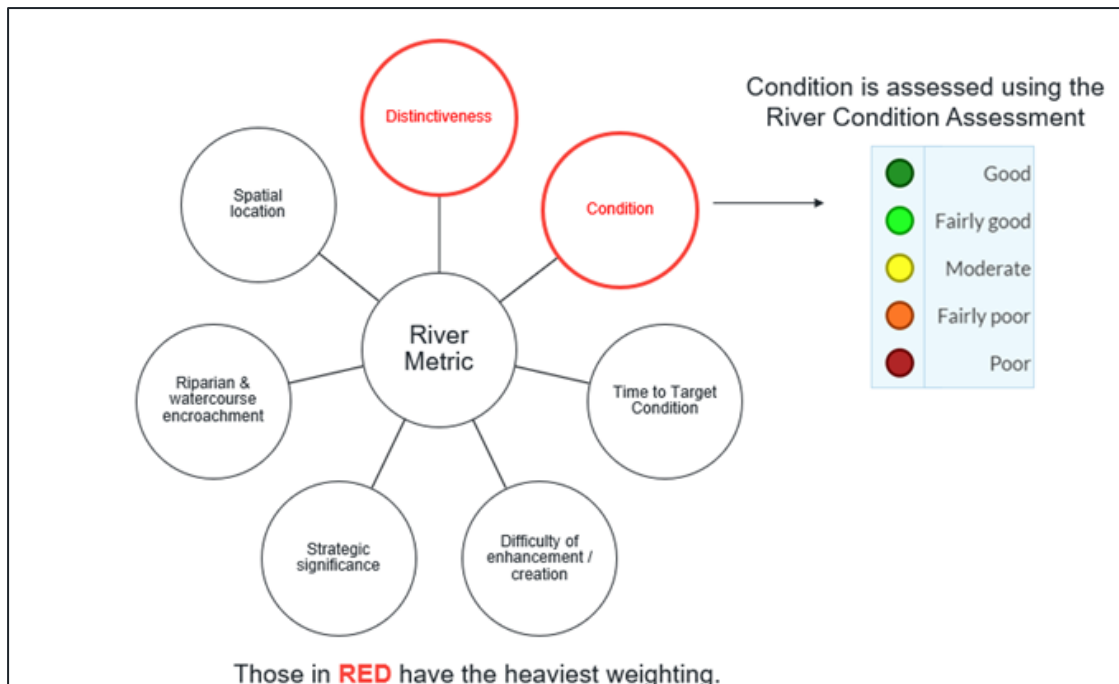 Distinctiveness
Condition is assessed using the
River Condition Assessment
Good
Fairly good
Moderate
Fairly poor
Poor
Condition
Spatial
location
River
Metric
Riparian &
watercourse
encroachment
Time to Target
Condition
Strategic
significance
Difficulty of
enhancement /
creation
Those in RED have the heaviest weighting.